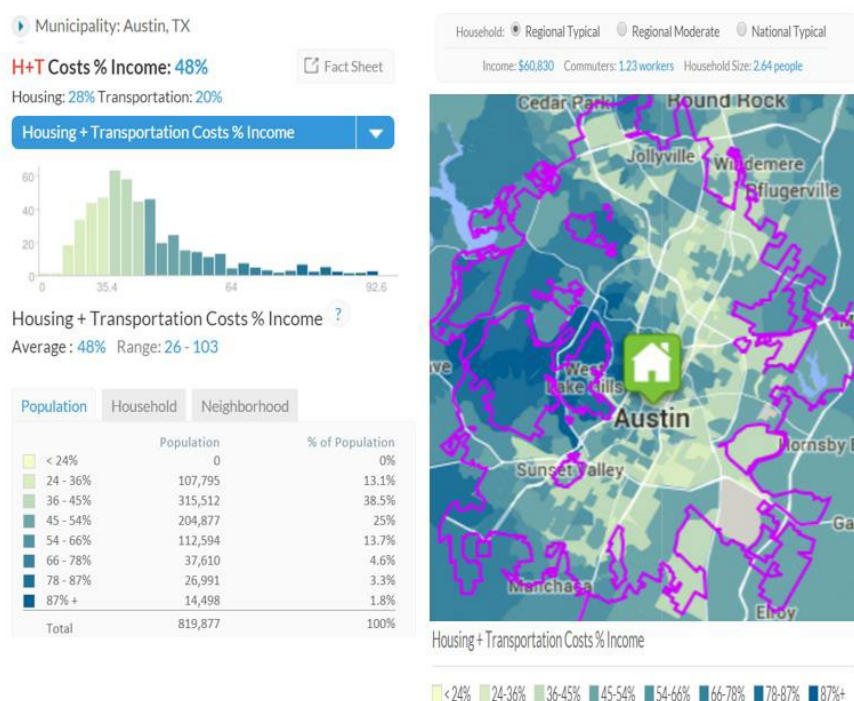 Municipality: Austin, TX
H+T Costs % Income: 48%
Fact Sheet
Housing: 28% Transportation: 20%
Housing + Transportation Costs % Income
60
40
20
0
0 35.4 64 92.6
Housing + Transportation Costs % Income ?
Average : 48% Range: 26 - 103
Population Household Neighborhood
Population % of Population
< 24% 0 0%
24 - 36% 107,795 13.1%
36 - 45% 315,512 38.5%
45 - 54% 204,877 25%
54 - 66% 112,594 13.7%
66 - 78% 37,610 4.6%
78 - 87% 26,991 3.3%
87% + 14,498 1.8%
Total 819,877 100%
Household: Regional Typical Regional Moderate National Typical
Income: $60,830 Commuters: 1.23 workers Household Size: 2.64 people
Cedar Park Round Rock
Jollyville Windemere
Pflugerville
West
Lake Hills
Austin
Hornsby
Sunset Valley
Ga
Manchaca
Elroy
Housing + Transportation Costs % Income
< 24% 24-36% 36-45% 45-54% 54-66% 66-78% 78-87% 87%+